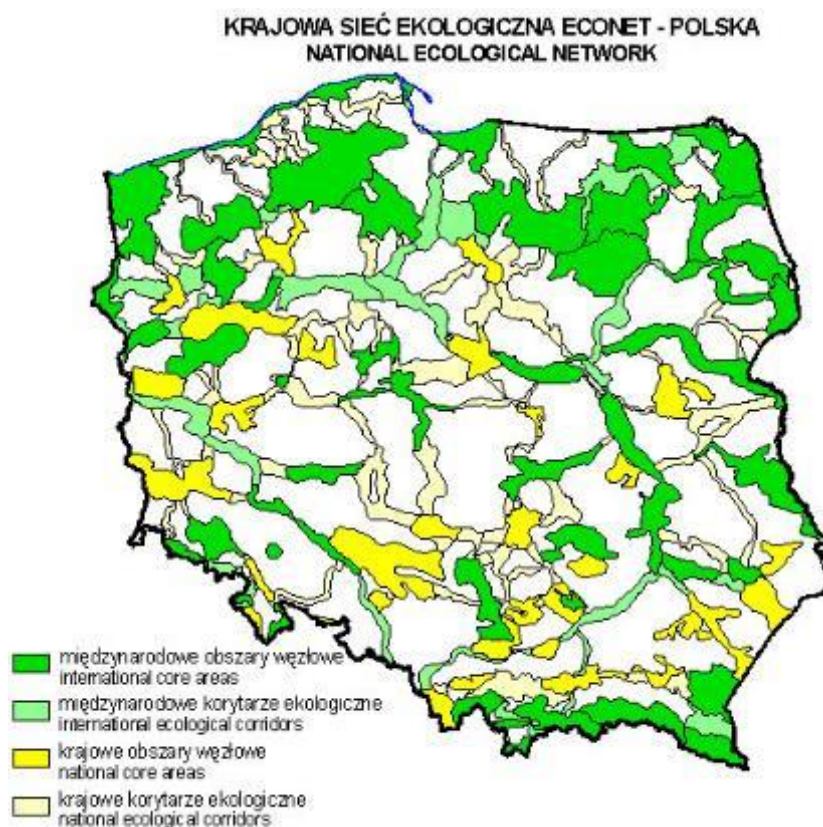 KRAJOWA SIEĆ EKOLOGICZNA ECONET - POLSKA
NATIONAL ECOLOGICAL NETWORK
międzynarodowe obszary węzłowe
international core areas
międzynarodowe korytarze ekologiczne
international ecological corridors
krajowe obszary węzłowe
national core areas
krajowe korytarze ekologiczne
national ecological corridors